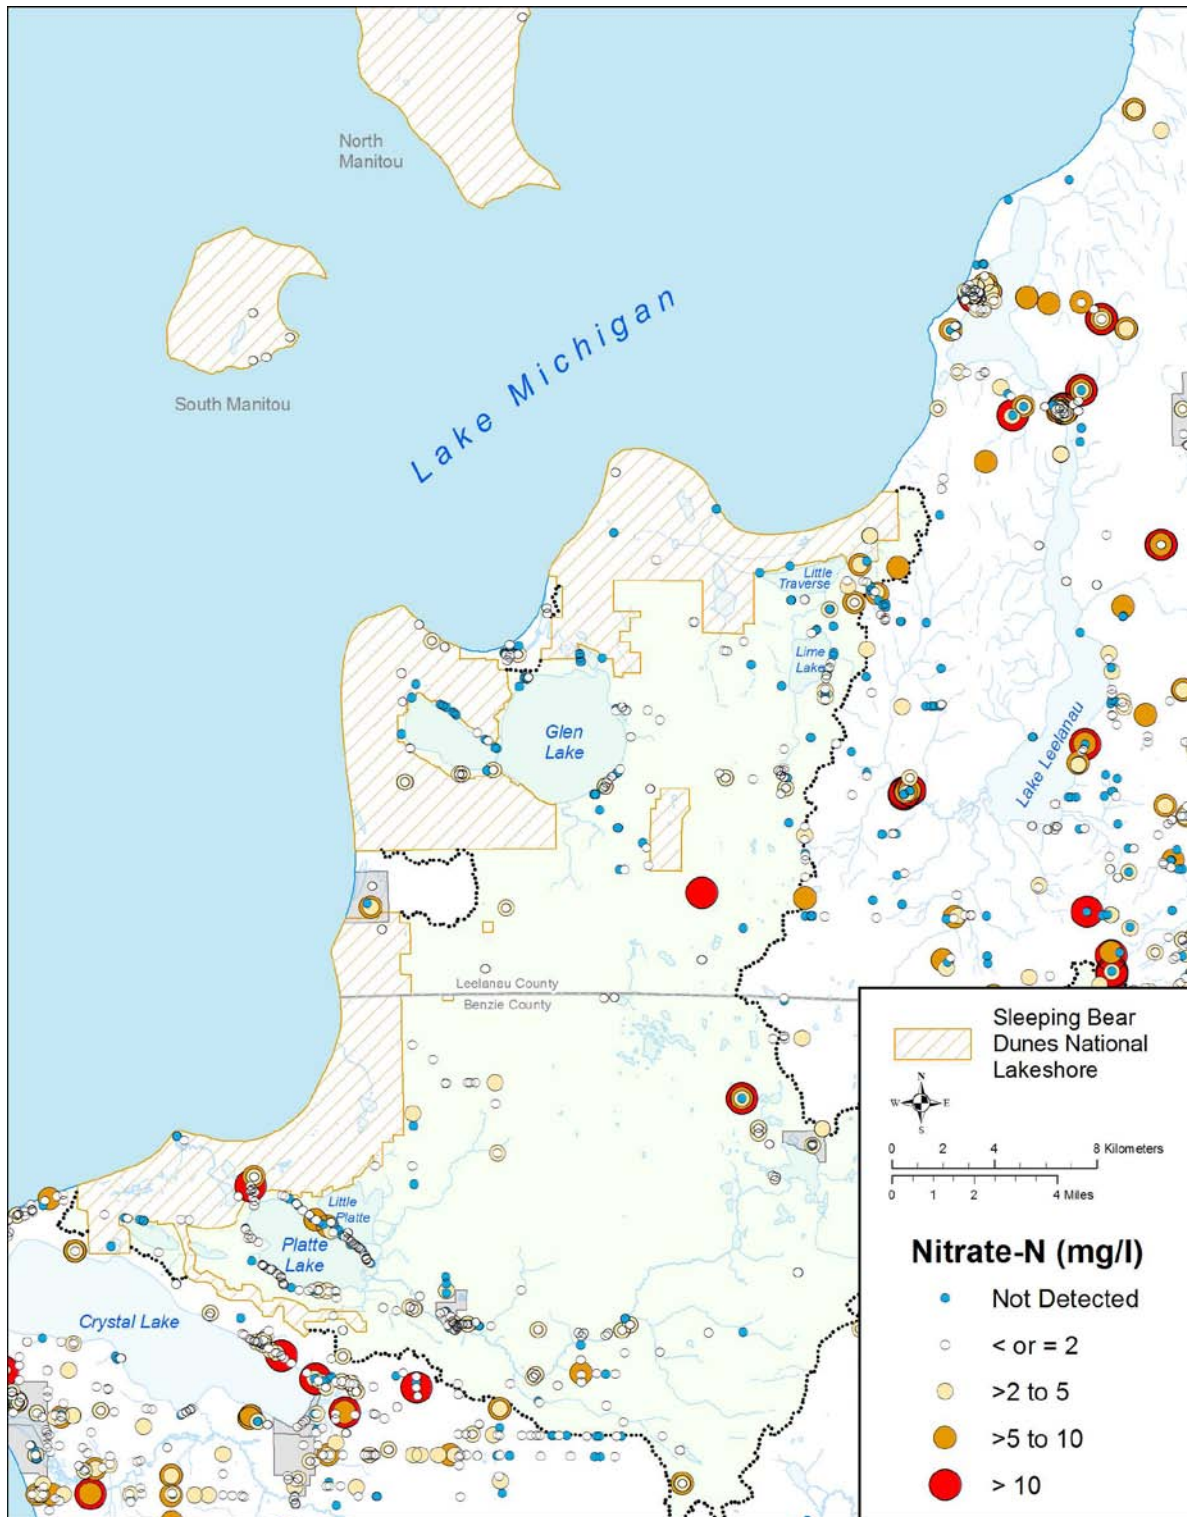 North
Manitou
South Manitou
Lake Michigan
Little
Traverse
Lime
Lake
Glen
Lake
Lake Leelanau
Leelanau County
Benzie County
Little
Platte
Platte
Lake
Crystal Lake
Sleeping Bear
Dunes National
Lakeshore
N
W E
S
0 2 4 8 Kilometers
0 1 2 4 Miles
Nitrate-N (mg/l)
Not Detected
< or = 2
>2 to 5
>5 to 10
> 10